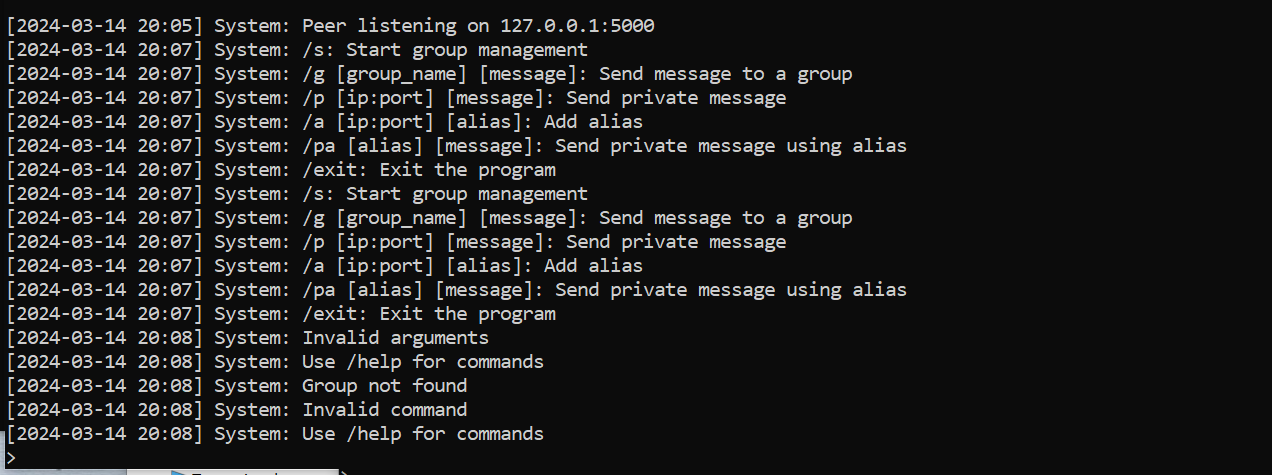 [2024-03-14 20:05] System: Peer listening on 127.0.0.1:5000
[2024-03-14 20:07] System: /s: Start group management
[2024-03-14 20:07] System: /g [group_name] [message]: Send message to a group
[2024-03-14 20:07] System: /p [ip:port] [message]: Send private message
[2024-03-14 20:07] System: /a [ip:port] [alias]: Add alias
[2024-03-14 20:07] System: /pa [alias] [message]: Send private message using alias
[2024-03-14 20:07] System: /exit: Exit the program
[2024-03-14 20:07] System: /s: Start group management
[2024-03-14 20:07] System: /g [group_name] [message]: Send message to a group
[2024-03-14 20:07] System: /p [ip:port] [message]: Send private message
[2024-03-14 20:07] System: /a [ip:port] [alias]: Add alias
[2024-03-14 20:07] System: /pa [alias] [message]: Send private message using alias
[2024-03-14 20:07] System: /exit: Exit the program
[2024-03-14 20:08] System: Invalid arguments
[2024-03-14 20:08] System: Use /help for commands
[2024-03-14 20:08] System: Group not found
[2024-03-14 20:08] System: Invalid command
[2024-03-14 20:08] System: Use /help for commands
>